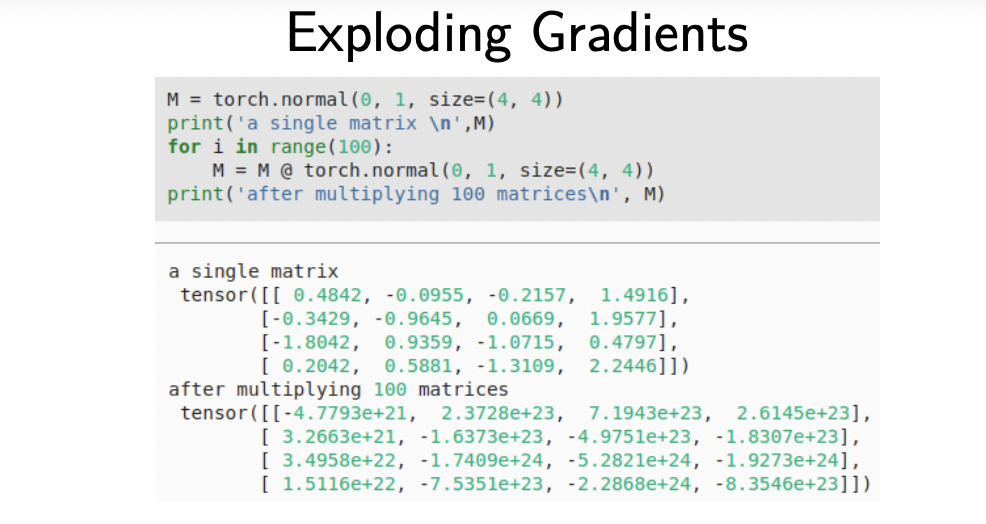 Exploding Gradients
M = torch.normal(0, 1, size=(4, 4))
print('a single matrix \n',M)
for i in range(100):
    M = M @ torch.normal(0, 1, size=(4, 4))
print('after multiplying 100 matrices\n', M)
a single matrix
 tensor([[ 0.4842, -0.0955, -0.2157,  1.4916],
        [-0.3429, -0.9645,  0.0669,  1.9577],
        [-1.8042,  0.9359, -1.0715,  0.4797],
        [ 0.2042,  0.5881, -1.3109,  2.2446]])
after multiplying 100 matrices
 tensor([[-4.7793e+21,  2.3728e+23,  7.1943e+23,  2.6145e+23],
        [ 3.2663e+21, -1.6373e+23, -4.9751e+23, -1.8307e+23],
        [ 3.4958e+22, -1.7409e+24, -5.2821e+24, -1.9273e+24],
        [ 1.5116e+22, -7.5351e+23, -2.2868e+24, -8.3546e+23]])